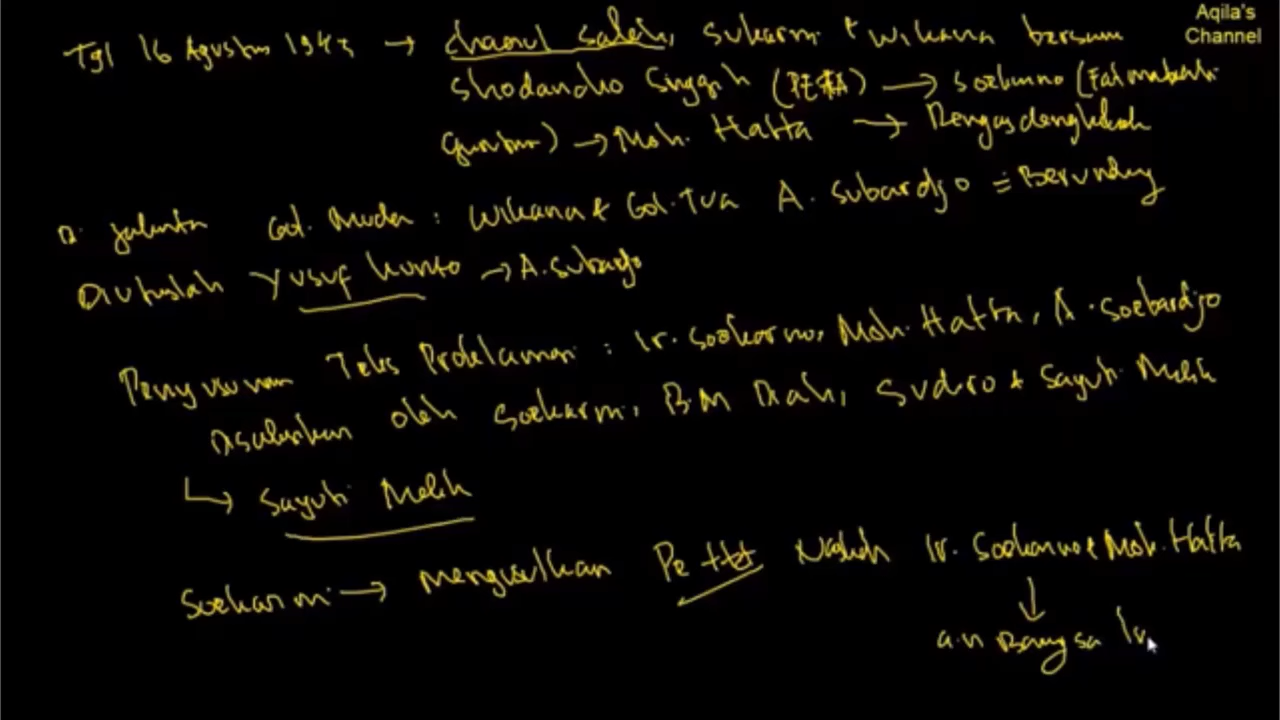 Aqila's
Channel
Tgl 16 Agustus 1945 → Chaerul Saleh, Sukarni & Wikana bersama
Shodancho Singgih (PETA) → Soekarno (Fatmawati
Guntur) → Moh. Hatta → Rengasdengklok
Di Jakarta Gol. Muda : Wikana & Gol. Tua A. Subardjo = Berunding
Diutuslah Yusuf Kunto → A. Subardjo
Penyusunan Teks Proklamasi : Ir. Soekarno, Moh. Hatta, A. Soebardjo
Disaksikan oleh Soekarni, B.M Diah, Sudiro & Sayuti Melik
↳ Sayuti Melik
Soekarni → Mengusulkan Pe ttd Naskah Ir. Soekarno & Moh. Hatta
↓
a.n Bangsa